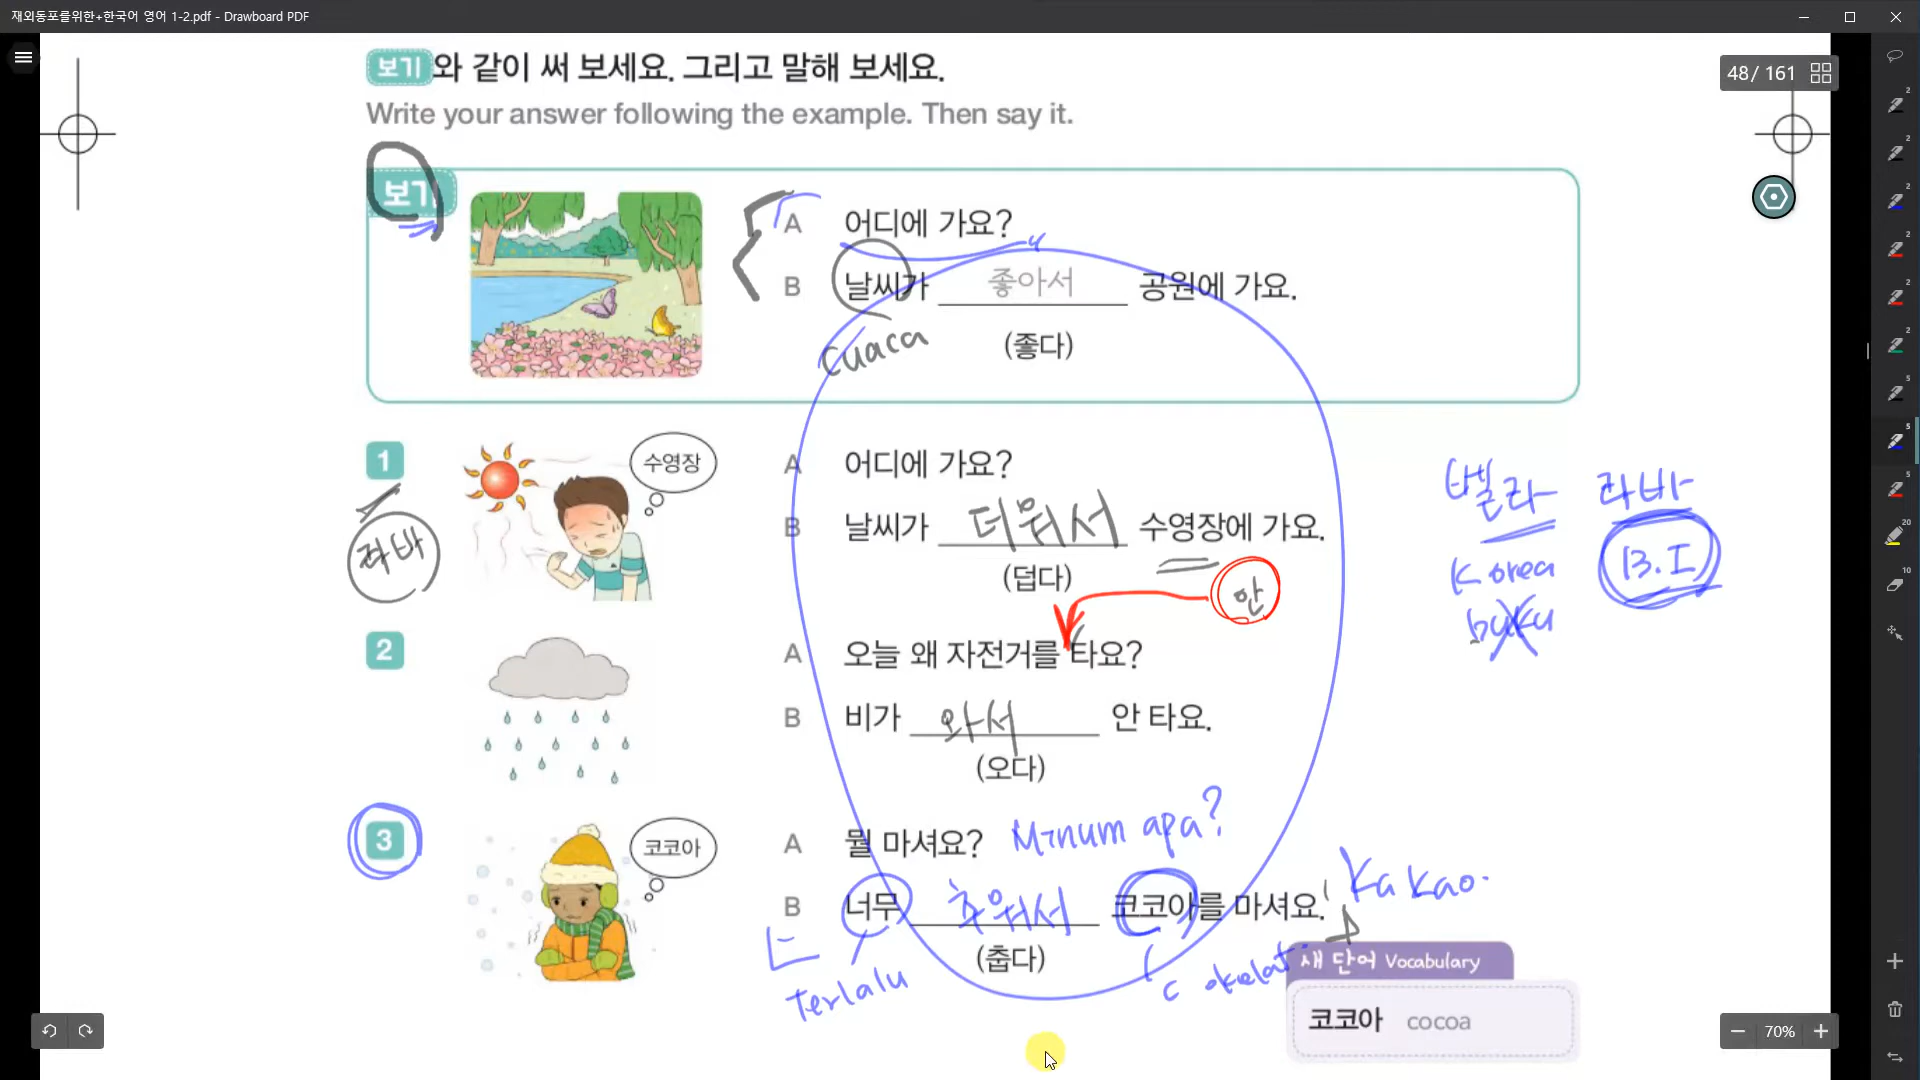 재외동포를위한+한국어 영어 1-2.pdf - Drawboard PDF
48/ 161
보기와 같이 써 보세요. 그리고 말해 보세요.
Write your answer following the example. Then say it.
보기
A 어디에 가요?
B 날씨가 좋아서 공원에 가요.
cuaca
(좋다)
1
수영장
A 어디에 가요?
B 날씨가 더워서 수영장에 가요.
(덥다)
안
벨라 라바
Korea B.I
buku
2
A 오늘 왜 자전거를 타요?
B 비가 와서 안 타요.
(오다)
3
코코아
A 뭘 마셔요? Minum apa?
B 너무 추워서 코코아를 마셔요.
Kakao.
(춥다)
Terlalu
cokelat
새 단어 Vocabulary
코코아 cocoa
70%